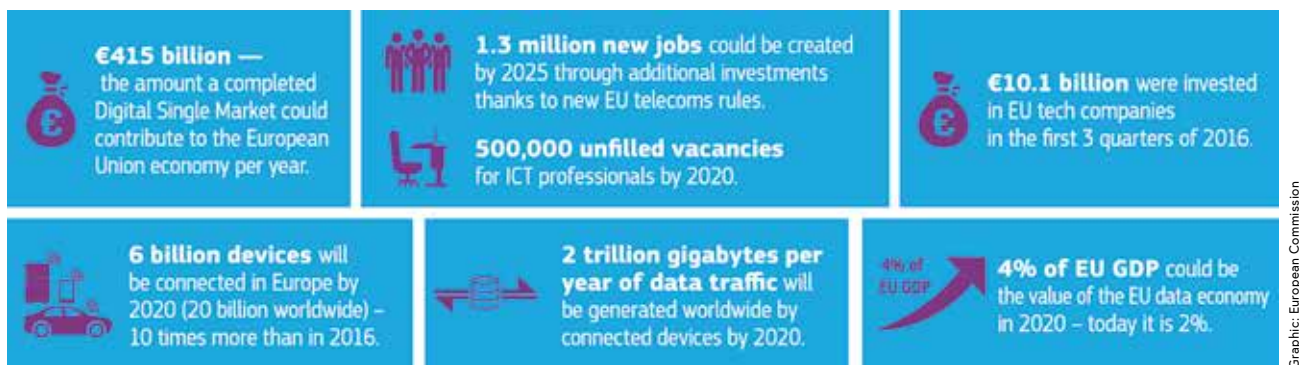 €415 billion —
the amount a completed
Digital Single Market could
contribute to the European
Union economy per year.
1.3 million new jobs could be created
by 2025 through additional investments
thanks to new EU telecoms rules.
500,000 unfilled vacancies
for ICT professionals by 2020.
€
€10.1 billion were invested
in EU tech companies
in the first 3 quarters of 2016.
€
6 billion devices will
be connected in Europe by
2020 (20 billion worldwide) –
10 times more than in 2016.
2 trillion gigabytes per
year of data traffic will
be generated worldwide by
connected devices by 2020.
4% of
EU GDP
4% of EU GDP could be
the value of the EU data economy
in 2020 – today it is 2%.
Graphic: European Commission